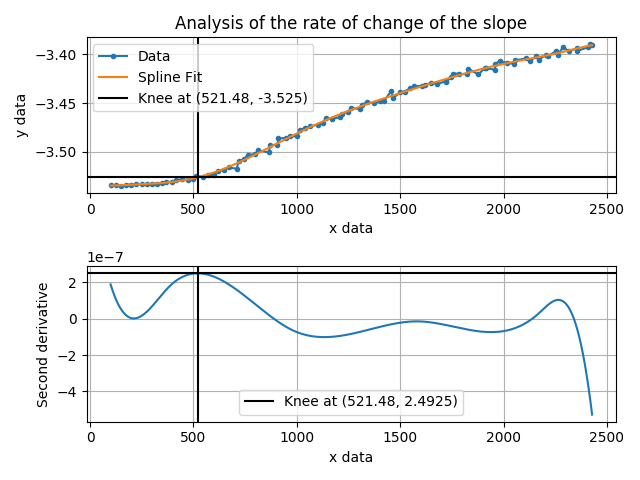 Analysis of the rate of change of the slope
Data
Spline Fit
Knee at (521.48, -3.525)
y data
−3.40
−3.45
−3.50
0 500 1000 1500 2000 2500
x data
1e−7
Second derivative
2
0
−2
−4
Knee at (521.48, 2.4925)
0 500 1000 1500 2000 2500
x data